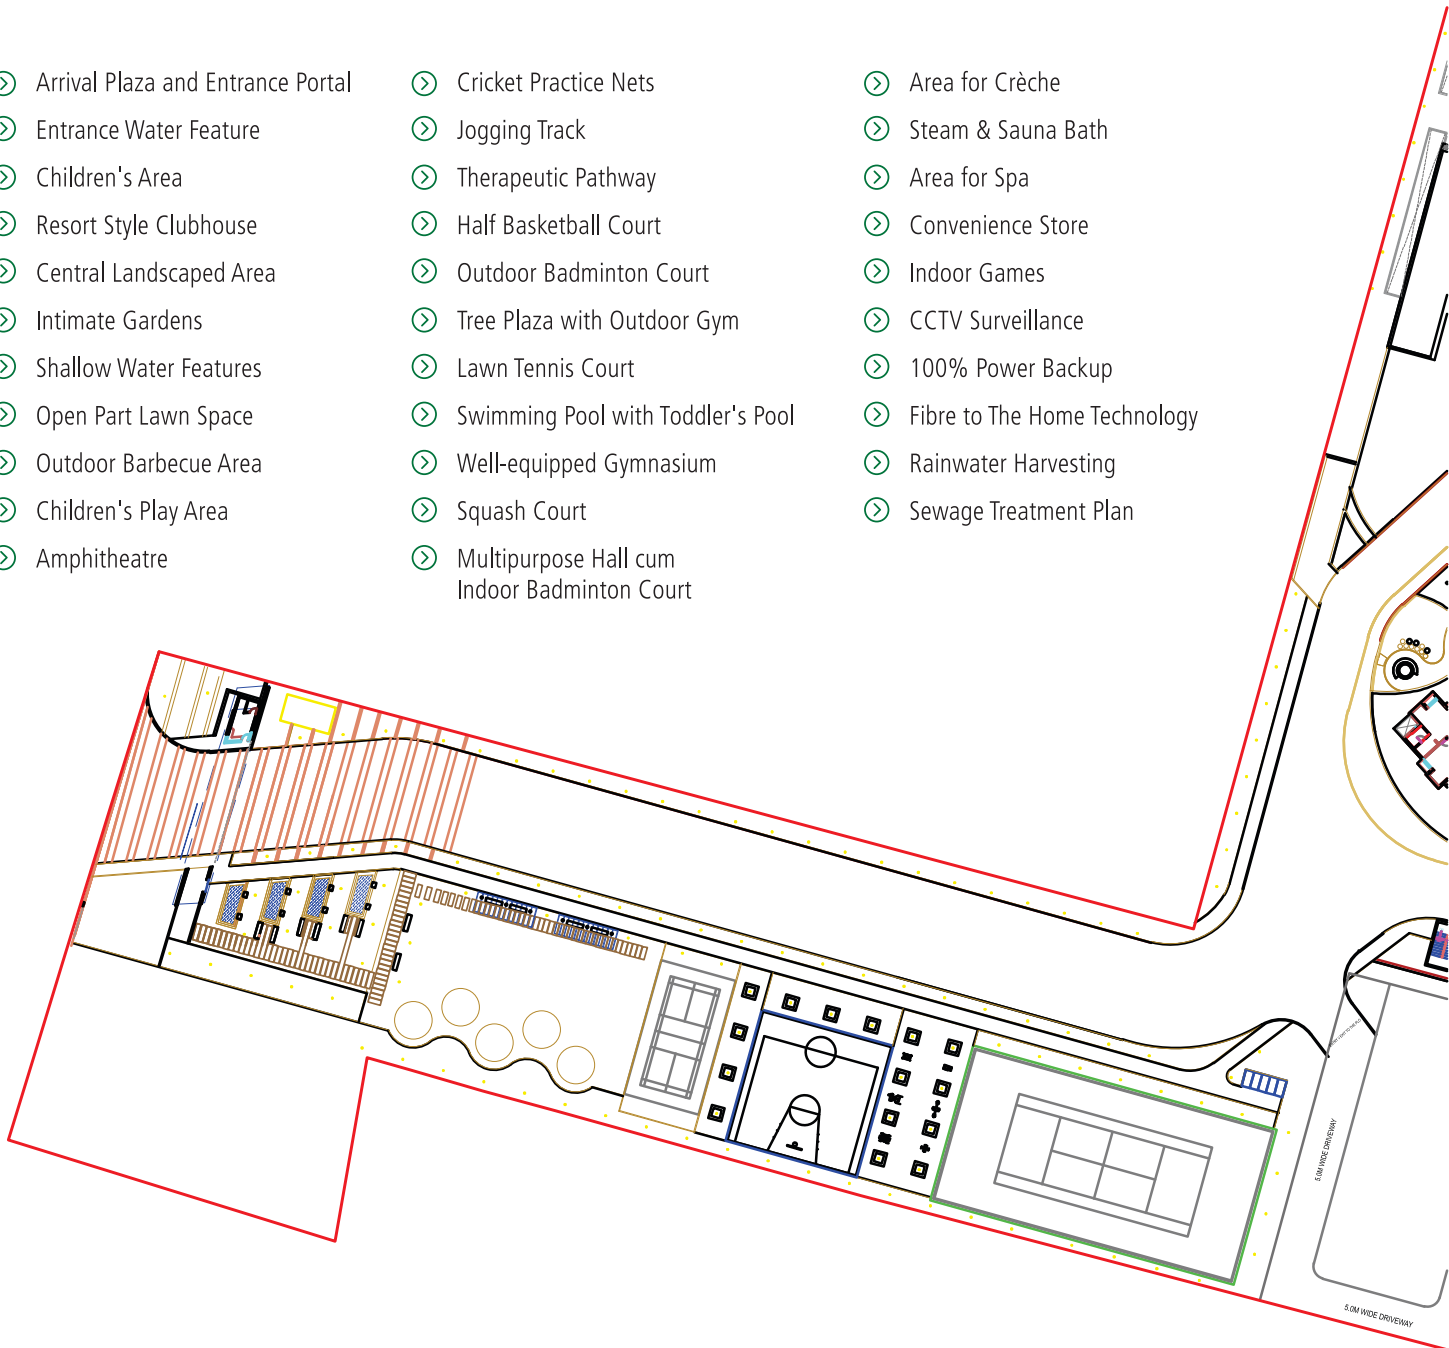 Arrival Plaza and Entrance Portal
Entrance Water Feature
Children's Area
Resort Style Clubhouse
Central Landscaped Area
Intimate Gardens
Shallow Water Features
Open Part Lawn Space
Outdoor Barbecue Area
Children's Play Area
Amphitheatre
Cricket Practice Nets
Jogging Track
Therapeutic Pathway
Half Basketball Court
Outdoor Badminton Court
Tree Plaza with Outdoor Gym
Lawn Tennis Court
Swimming Pool with Toddler's Pool
Well-equipped Gymnasium
Squash Court
Multipurpose Hall cum
Indoor Badminton Court
Area for Crèche
Steam & Sauna Bath
Area for Spa
Convenience Store
Indoor Games
CCTV Surveillance
100% Power Backup
Fibre to The Home Technology
Rainwater Harvesting
Sewage Treatment Plan
5.0M WIDE DRIVEWAY
5.0M WIDE DRIVEWAY